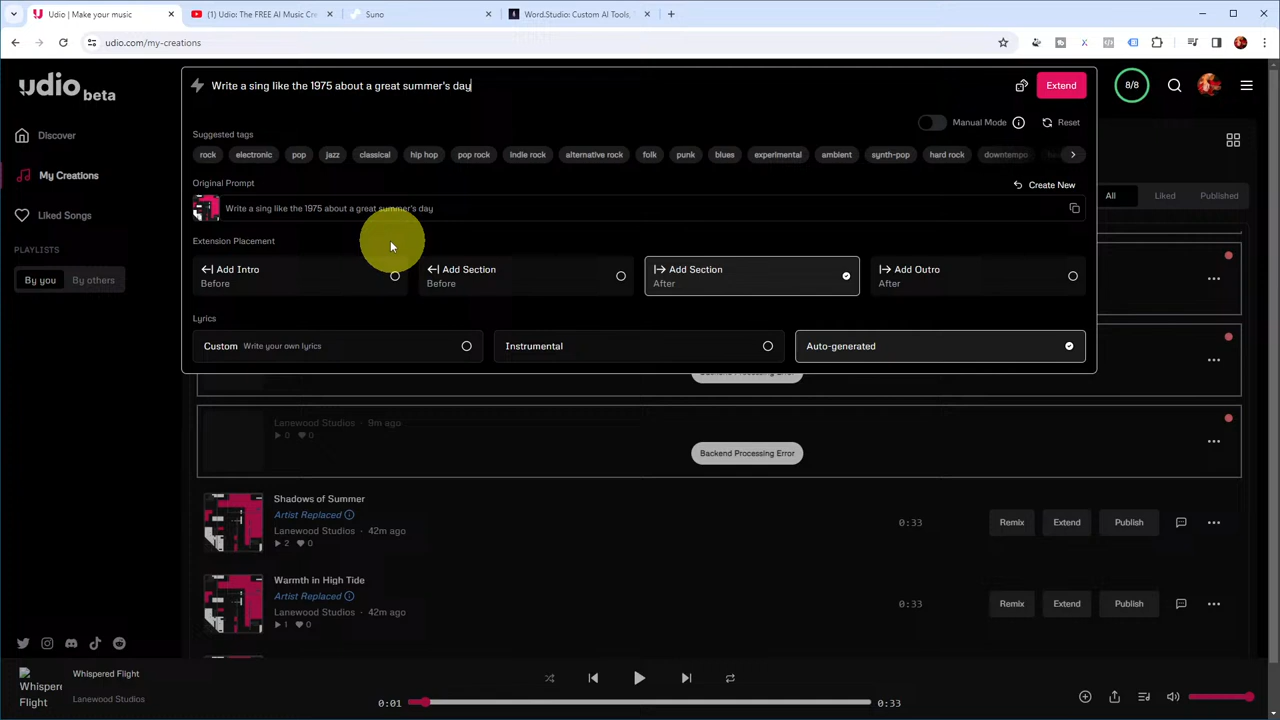 Udio | Make your music
(1) Udio: The FREE AI Music Cre
Suno
Word.Studio: Custom AI Tools,
udio.com/my-creations
udio beta
Write a sing like the 1975 about a great summer's day
Extend
8/8
Manual Mode
Reset
Suggested tags
rock electronic pop jazz classical hip hop pop rock indie rock alternative rock folk punk blues experimental ambient synth-pop hard rock downtempo
Original Prompt
Create New
Write a sing like the 1975 about a great summer's day
Extension Placement
Add Intro
Before
Add Section
Before
Add Section
After
Add Outro
After
Lyrics
Custom Write your own lyrics
Instrumental
Auto-generated
Discover
My Creations
Liked Songs
PLAYLISTS
By you By others
All Liked Published
Lanewood Studios · 9m ago
0 0
Backend Processing Error
Shadows of Summer
Artist Replaced
Lanewood Studios · 42m ago
2 0
0:33
Remix Extend Publish
Warmth in High Tide
Artist Replaced
Lanewood Studios · 42m ago
1 0
0:33
Remix Extend Publish
Whispered Flight
Whispered Flight
Lanewood Studios
0:01
0:33